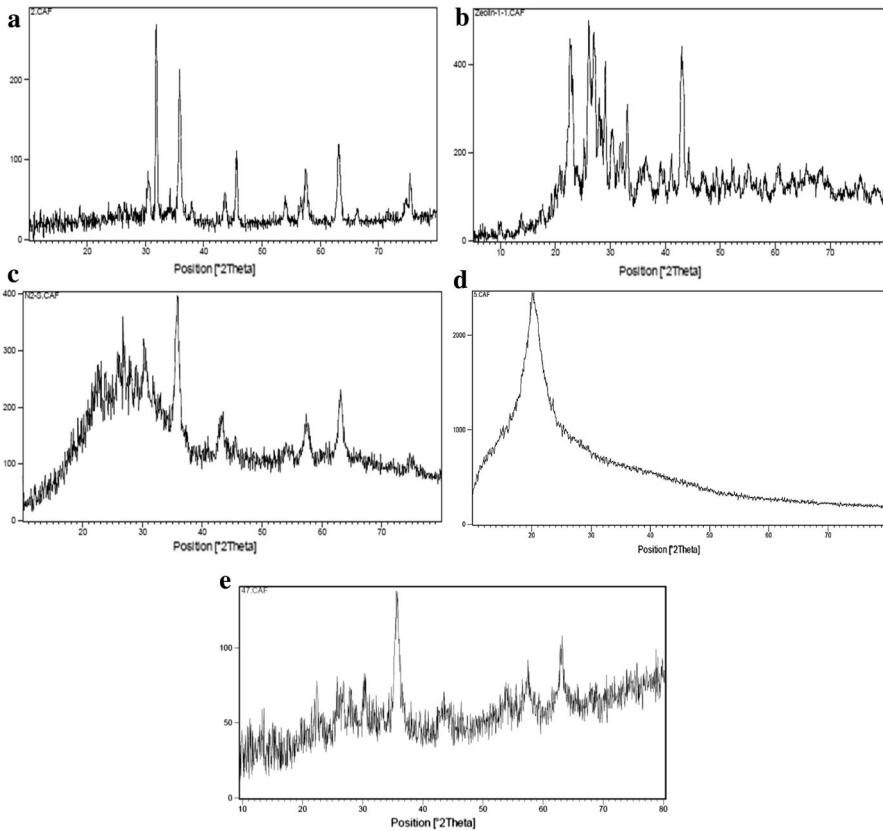 a
2.CAF
200
100
0
20 30 40 50 60 70
Position [°2Theta]
b
Zeolin-1-1.CAF
400
200
0
10 20 30 40 50 60 70
Position [°2Theta]
c
N2-S.CAF
400
300
200
100
0
20 30 40 50 60 70
Position [°2Theta]
d
5.CAF
2000
1000
0
20 30 40 50 60 70
Position [°2Theta]
e
47.CAF
100
50
0
10 20 30 40 50 60 70 80
Position [°2Theta]